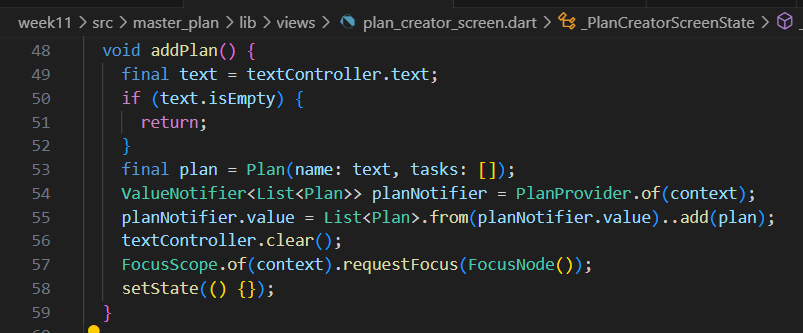 week11 > src > master_plan > lib > views > plan_creator_screen.dart > _PlanCreatorScreenState >
48 void addPlan() {
49 final text = textController.text;
50 if (text.isEmpty) {
51 return;
52 }
53 final plan = Plan(name: text, tasks: []);
54 ValueNotifier<List<Plan>> planNotifier = PlanProvider.of(context);
55 planNotifier.value = List<Plan>.from(planNotifier.value)..add(plan);
56 textController.clear();
57 FocusScope.of(context).requestFocus(FocusNode());
58 setState(() {});
59 }